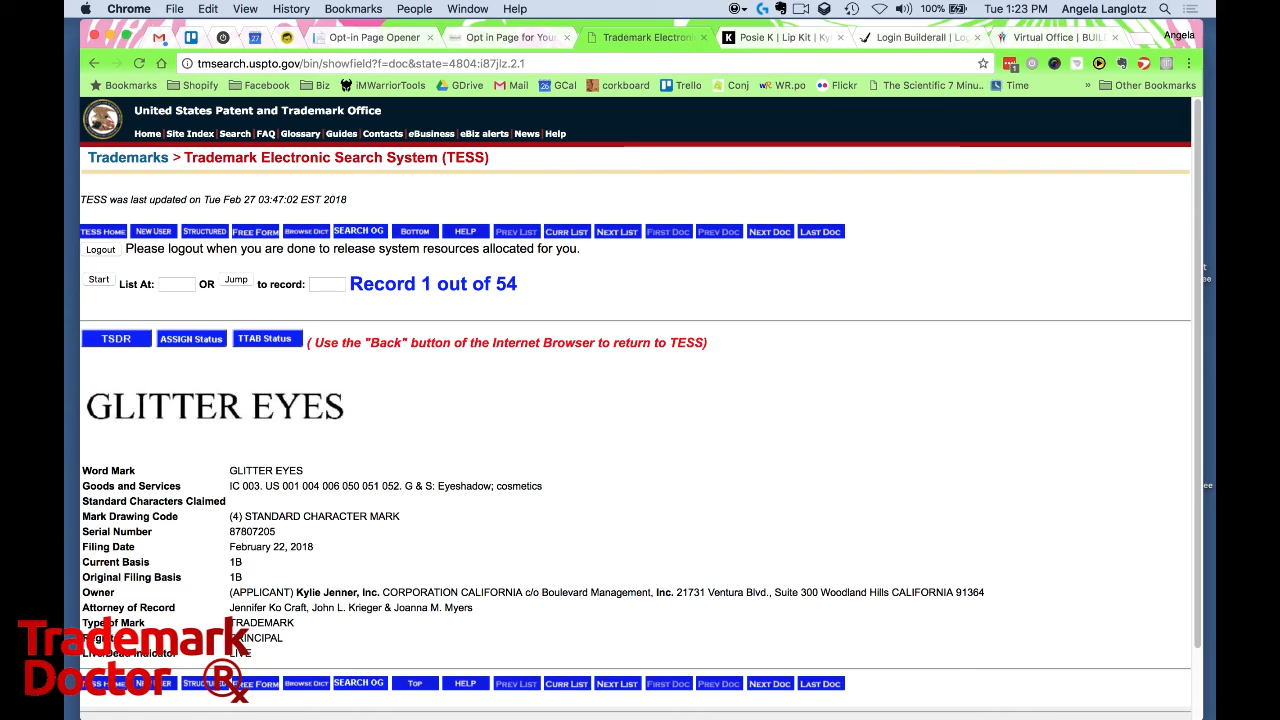 Chrome File Edit View History Bookmarks People Window Help 100% Tue 1:23 PM Angela Langlotz
27 Opt-in Page Opener Opt in Page for Your Trademark Electronic Posie K | Lip Kit | Ky Login Builderall | Lo Virtual Office | BUIL Angela
tmsearch.uspto.gov/bin/showfield?f=doc&state=4804:i87jlz.2.1
Bookmarks Shopify Facebook Biz iMWarriorTools GDrive Mail GCal corkboard Trello Conj WR.po Flickr The Scientific 7 Minu.. Time » Other Bookmarks
United States Patent and Trademark Office
Home | Site Index | Search | FAQ | Glossary | Guides | Contacts | eBusiness | eBiz alerts | News | Help
Trademarks > Trademark Electronic Search System (TESS)
TESS was last updated on Tue Feb 27 03:47:02 EST 2018
TESS HOME NEW USER STRUCTURED FREE FORM BROWSE DICT SEARCH OG BOTTOM HELP PREV LIST CURR LIST NEXT LIST FIRST DOC PREV DOC NEXT DOC LAST DOC
Logout Please logout when you are done to release system resources allocated for you.
Start List At: OR Jump to record: Record 1 out of 54
TSDR ASSIGN Status TTAB Status ( Use the "Back" button of the Internet Browser to return to TESS)
GLITTER EYES
Word Mark GLITTER EYES
Goods and Services IC 003. US 001 004 006 050 051 052. G & S: Eyeshadow; cosmetics
Standard Characters Claimed
Mark Drawing Code (4) STANDARD CHARACTER MARK
Serial Number 87807205
Filing Date February 22, 2018
Current Basis 1B
Original Filing Basis 1B
Owner (APPLICANT) Kylie Jenner, Inc. CORPORATION CALIFORNIA c/o Boulevard Management, Inc. 21731 Ventura Blvd., Suite 300 Woodland Hills CALIFORNIA 91364
Attorney of Record Jennifer Ko Craft, John L. Krieger & Joanna M. Myers
Type of Mark TRADEMARK
Register PRINCIPAL
Live/Dead Indicator LIVE
Trademark
Doctor Rx
FREE FORM BROWSE DICT SEARCH OG TOP HELP PREV LIST CURR LIST NEXT LIST FIRST DOC PREV DOC NEXT DOC LAST DOC